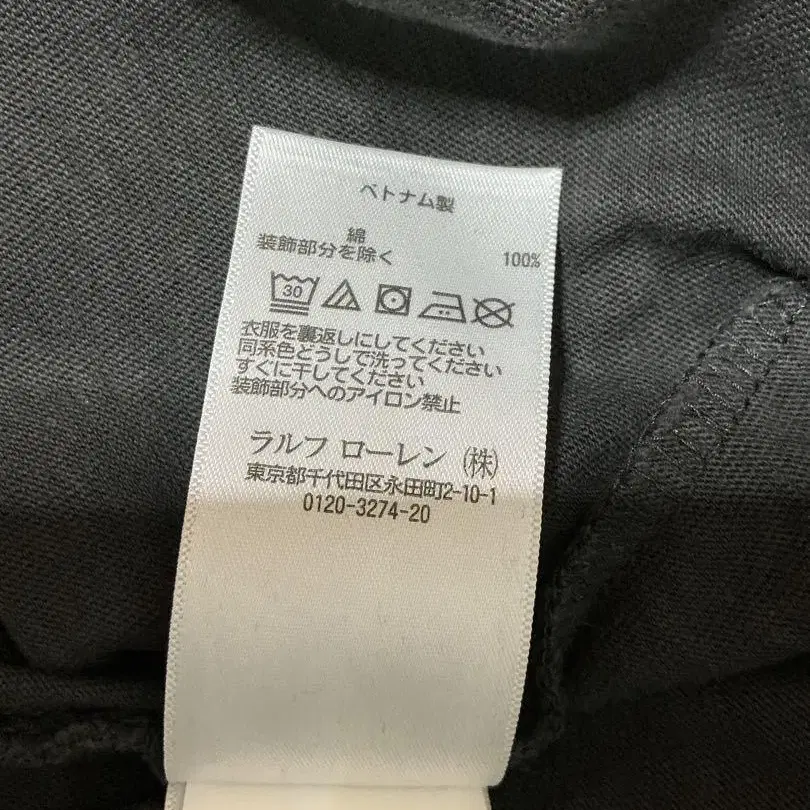 ベトナム製
綿
装飾部分を除く 100%
30
衣服を裏返しにしてください
同系色どうしで洗ってください
すぐに干してください
装飾部分へのアイロン禁止
ラルフ ローレン (株)
東京都千代田区永田町2-10-1
0120-3274-20